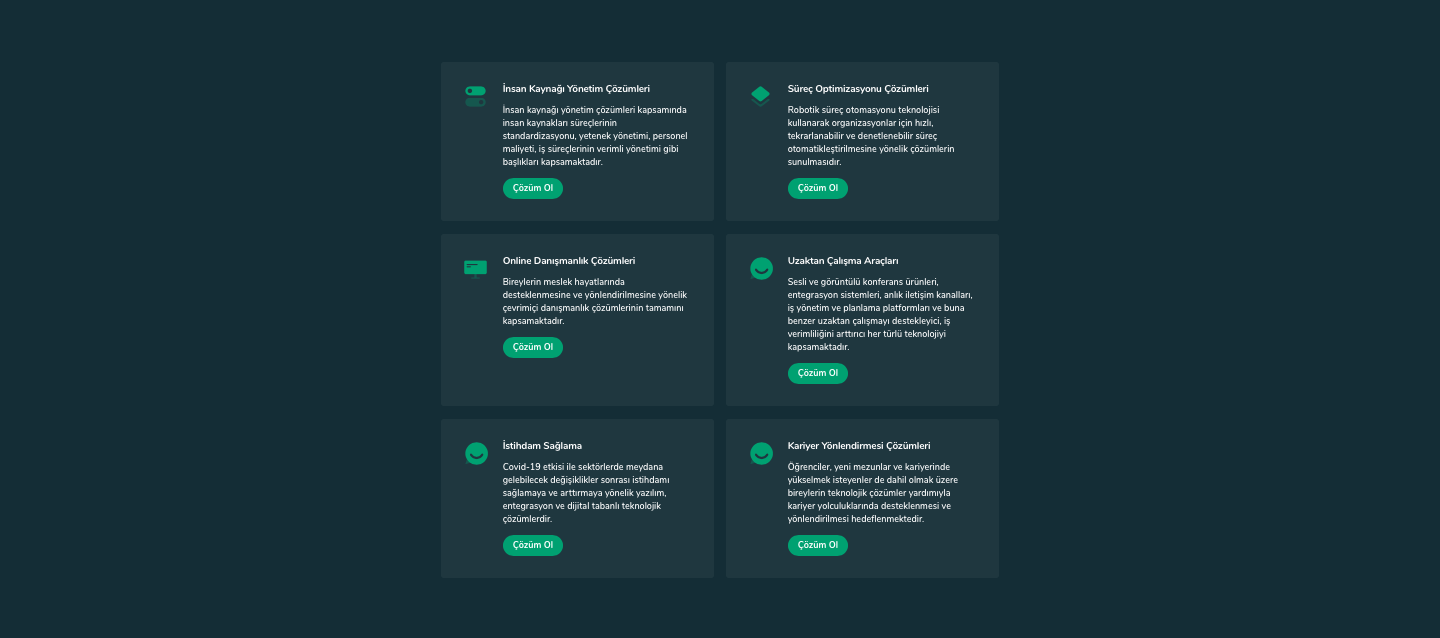 İnsan Kaynağı Yönetim Çözümleri
İnsan kaynağı yönetim çözümleri kapsamında
insan kaynakları süreçlerinin
standardizasyonu, yetenek yönetimi, personel
maliyeti, iş süreçlerinin verimli yönetimi gibi
başlıkları kapsamaktadır.
Çözüm Ol
Süreç Optimizasyonu Çözümleri
Robotik süreç otomasyonu teknolojisi
kullanarak organizasyonlar için hızlı,
tekrarlanabilir ve denetlenebilir süreç
otomatikleştirilmesine yönelik çözümlerin
sunulmasıdır.
Çözüm Ol
Online Danışmanlık Çözümleri
Bireylerin meslek hayatlarında
desteklenmesine ve yönlendirilmesine yönelik
çevrimiçi danışmanlık çözümlerinin tamamını
kapsamaktadır.
Çözüm Ol
Uzaktan Çalışma Araçları
Sesli ve görüntülü konferans ürünleri,
entegrasyon sistemleri, anlık iletişim kanalları,
iş yönetim ve planlama platformları ve buna
benzer uzaktan çalışmayı destekleyici, iş
verimliliğini arttırıcı her türlü teknolojiyi
kapsamaktadır.
Çözüm Ol
İstihdam Sağlama
Covid-19 etkisi ile sektörlerde meydana
gelebilecek değişiklikler sonrası istihdamı
sağlamaya ve arttırmaya yönelik yazılım,
entegrasyon ve dijital tabanlı teknolojik
çözümlerdir.
Çözüm Ol
Kariyer Yönlendirmesi Çözümleri
Öğrenciler, yeni mezunlar ve kariyerinde
yükselmek isteyenler de dahil olmak üzere
bireylerin teknolojik çözümler yardımıyla
kariyer yolculuklarında desteklenmesi ve
yönlendirilmesi hedeflenmektedir.
Çözüm Ol